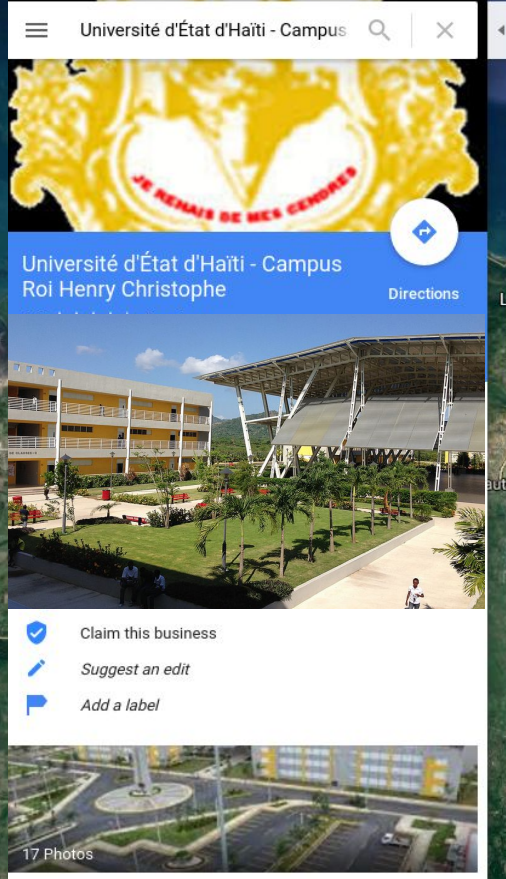 Université d'État d'Haïti - Campus
JE RENAIS DE MES CENDRES
Université d'État d'Haïti - Campus
Roi Henry Christophe
Directions
Claim this business
Suggest an edit
Add a label
17 Photos